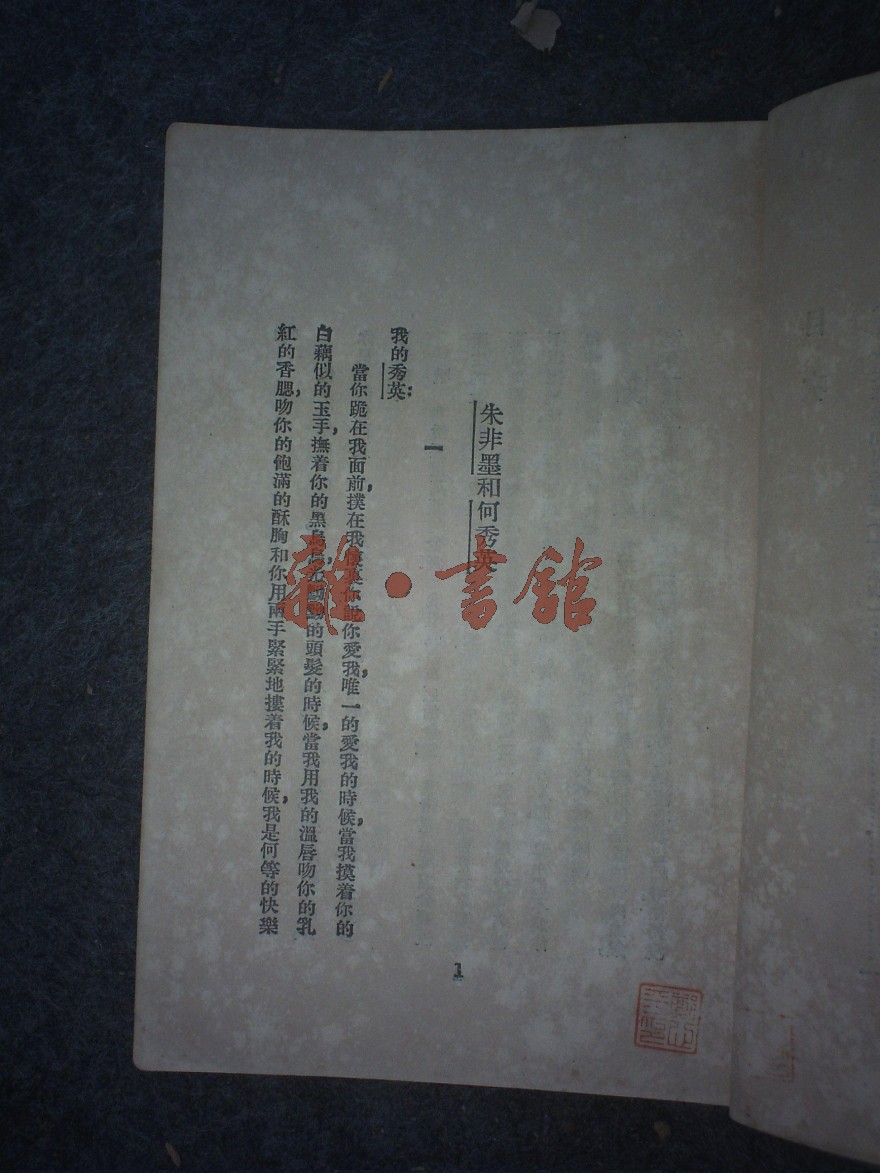 朱非墨和何秀英
一
我的秀英：
當你跪在我面前，撲在我你愛我，唯一的愛我的時候，當我摸着你的
白藕似的玉手，撫着你的黑的頭髮的時候，當我用我的溫唇吻你的乳
紅的香腮，吻你的飽滿的酥胸和你用兩手緊緊地摟着我的時候，我是何等的快樂
1
雜·書館